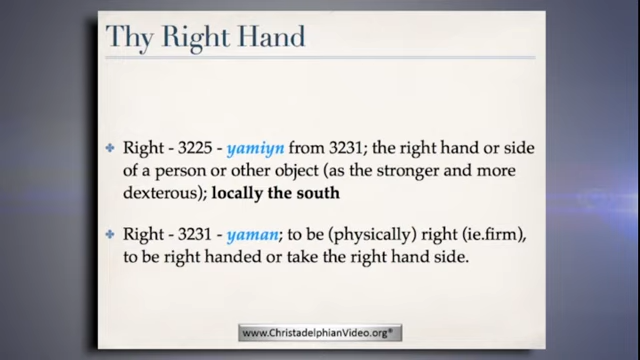 Thy Right Hand
Right - 3225 - yamiyn from 3231; the right hand or side
of a person or other object (as the stronger and more
dexterous); locally the south
Right - 3231 - yaman; to be (physically) right (ie.firm),
to be right handed or take the right hand side.
www.ChristadelphianVideo.org®